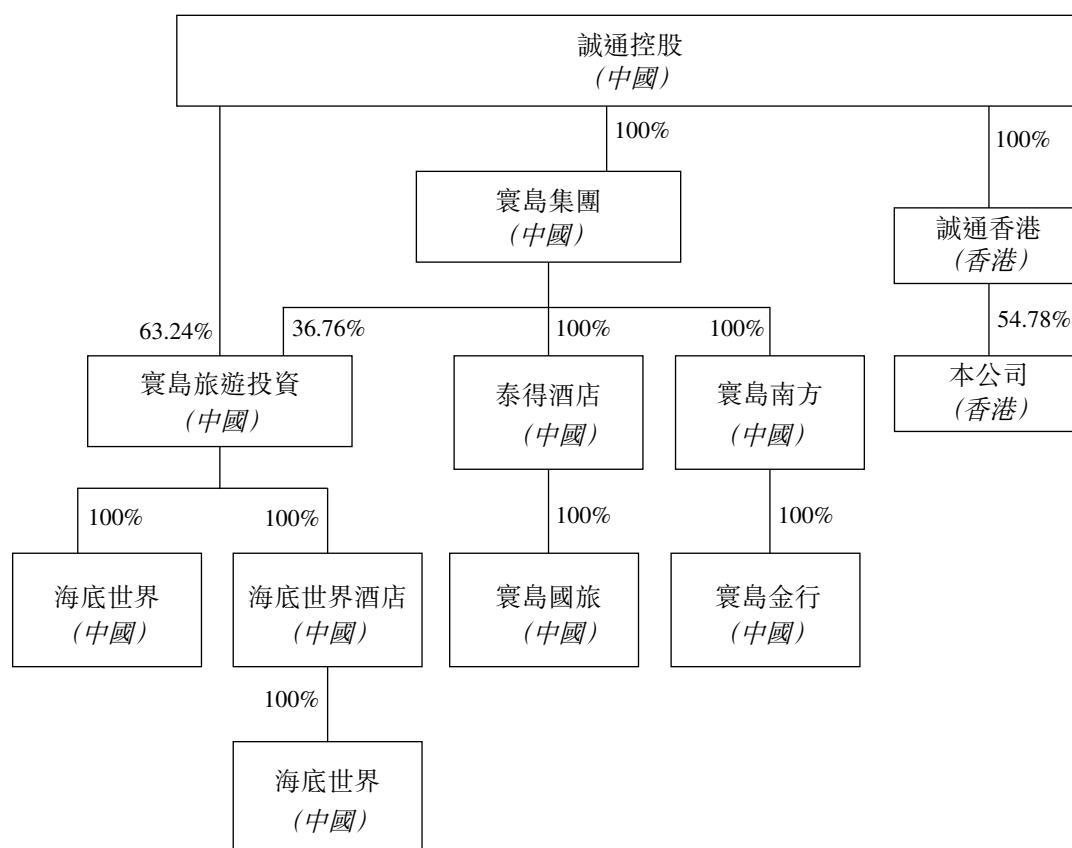 誠通控股
（中國）
100%
100%
寰島集團
（中國）
誠通香港
（香港）
63.24%
36.76%
100%
100%
54.78%
寰島旅遊投資
（中國）
泰得酒店
（中國）
寰島南方
（中國）
本公司
（香港）
100%
100%
100%
100%
海底世界
（中國）
海底世界酒店
（中國）
寰島國旅
（中國）
寰島金行
（中國）
100%
海底世界
（中國）